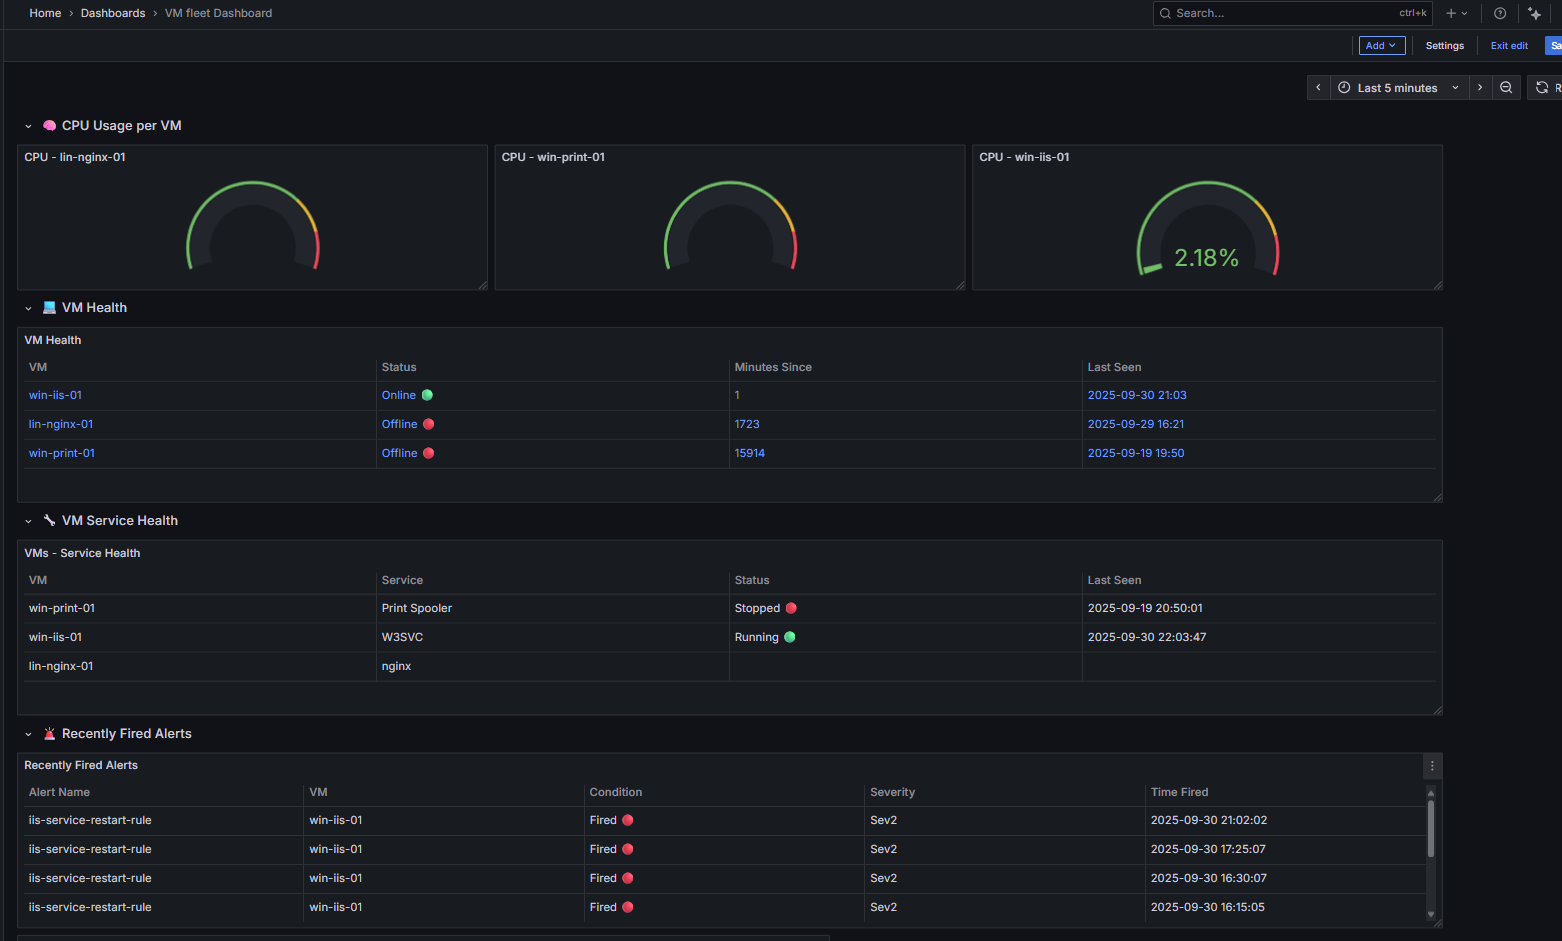 Home › Dashboards › VM fleet Dashboard
Search... ctrl+k
Add Settings Exit edit Sa
Last 5 minutes R
CPU Usage per VM
CPU - lin-nginx-01 CPU - win-print-01 CPU - win-iis-01
2.18%
VM Health
VM Health
VM Status Minutes Since Last Seen
win-iis-01 Online 1 2025-09-30 21:03
lin-nginx-01 Offline 1723 2025-09-29 16:21
win-print-01 Offline 15914 2025-09-19 19:50
VM Service Health
VMs - Service Health
VM Service Status Last Seen
win-print-01 Print Spooler Stopped 2025-09-19 20:50:01
win-iis-01 W3SVC Running 2025-09-30 22:03:47
lin-nginx-01 nginx
Recently Fired Alerts
Recently Fired Alerts
Alert Name VM Condition Severity Time Fired
iis-service-restart-rule win-iis-01 Fired Sev2 2025-09-30 21:02:02
iis-service-restart-rule win-iis-01 Fired Sev2 2025-09-30 17:25:07
iis-service-restart-rule win-iis-01 Fired Sev2 2025-09-30 16:30:07
iis-service-restart-rule win-iis-01 Fired Sev2 2025-09-30 16:15:05